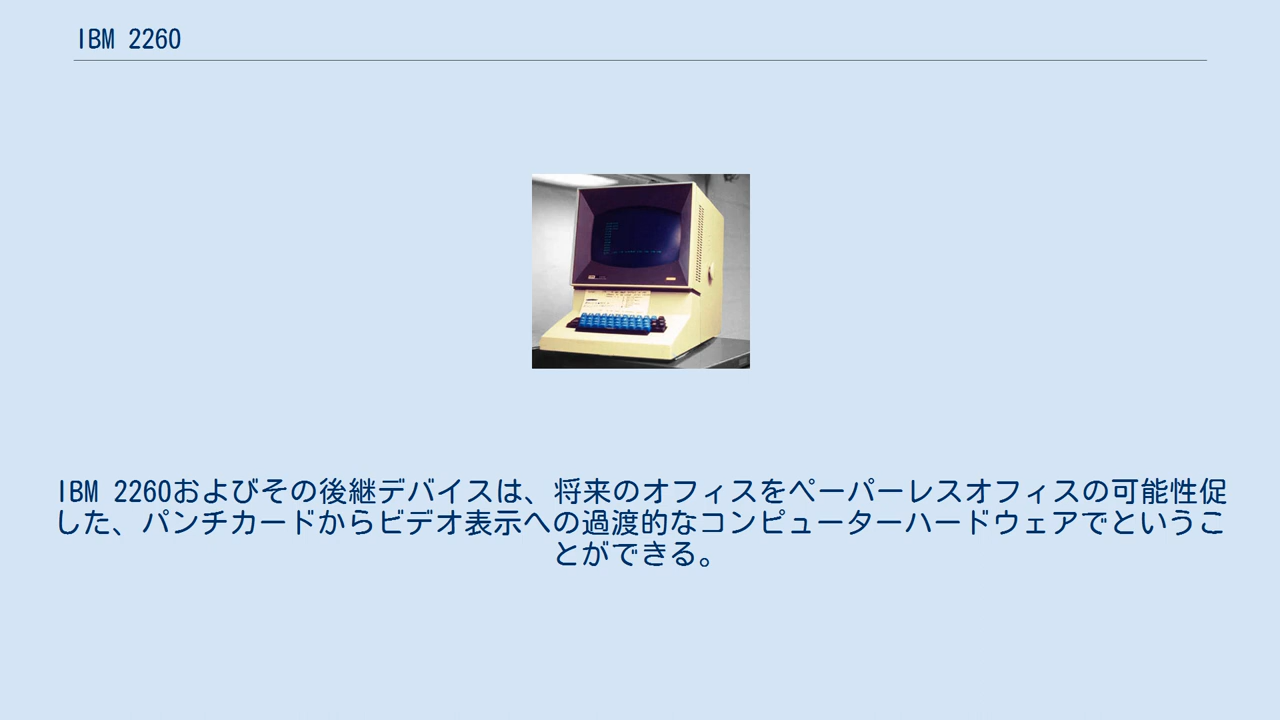 IBM 2260
IBM 2260およびその後継デバイスは、将来のオフィスをペーパーレスオフィスの可能性促
した、パンチカードからビデオ表示への過渡的なコンピューターハードウェアでというこ
とができる。